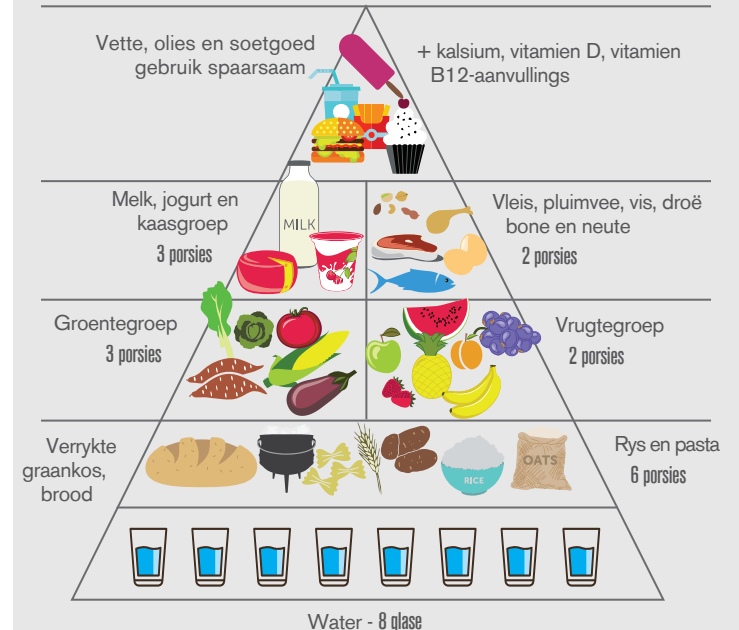 Vette, olies en soetgoed
gebruik spaarsaam
+ kalsium, vitamien D, vitamien
B12-aanvullings
Melk, jogurt en
kaasgroep
3 porsies
MILK
Vleis, pluimvee, vis, droë
bone en neute
2 porsies
Groentegroep
3 porsies
Vrugtegroep
2 porsies
Verrykte
graankos,
brood
RICE
OATS
Rys en pasta
6 porsies
Water - 8 glase